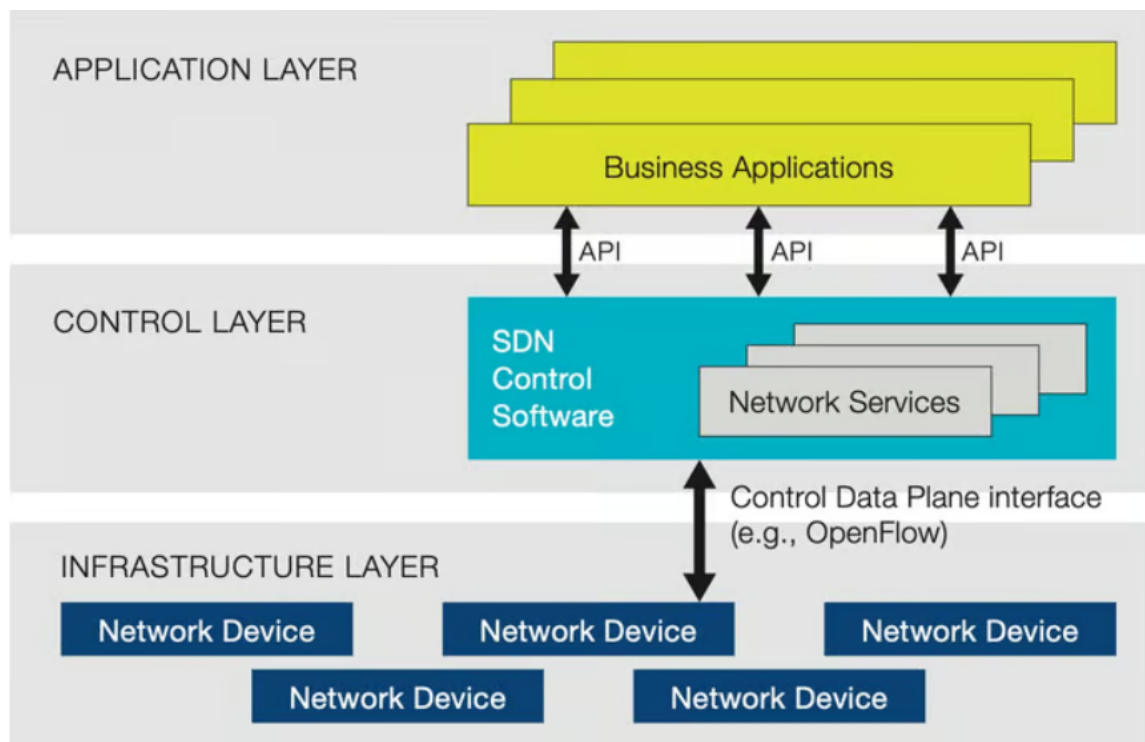 APPLICATION LAYER
Business Applications
API
API
API
CONTROL LAYER
SDN
Control
Software
Network Services
Control Data Plane interface
(e.g., OpenFlow)
INFRASTRUCTURE LAYER
Network Device
Network Device
Network Device
Network Device
Network Device